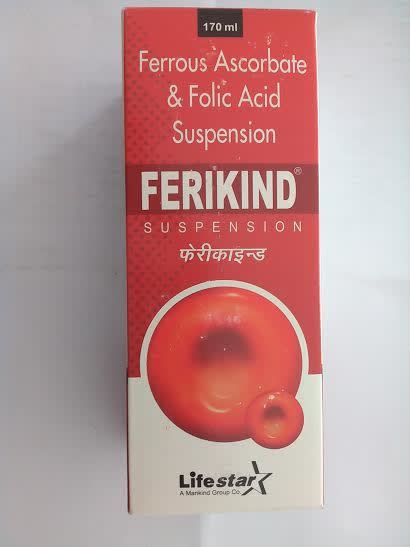 170 ml
Ferrous Ascorbate
& Folic Acid
Suspension
FERIKIND®
SUSPENSION
फेरीकाइन्ड
Lifestar
A Mankind Group Co.